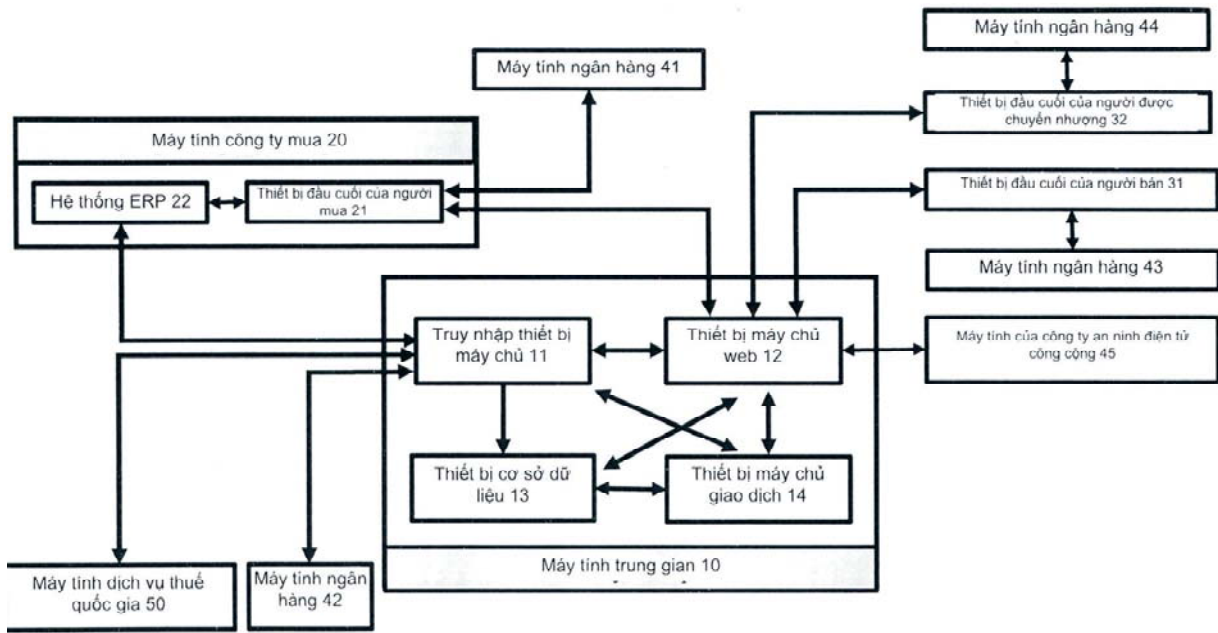 Máy tính ngân hàng 44
Máy tính ngân hàng 41
Thiết bị đầu cuối của người được
chuyển nhượng 32
Máy tính công ty mua 20
Hệ thống ERP 22
Thiết bị đầu cuối của người
mua 21
Thiết bị đầu cuối của người bán 31
Máy tính ngân hàng 43
Truy nhập thiết bị
máy chủ 11
Thiết bị máy chủ
web 12
Máy tính của công ty an ninh điện tử
công cộng 45
Thiết bị cơ sở dữ
liệu 13
Thiết bị máy chủ
giao dịch 14
Máy tính trung gian 10
Máy tính dịch vụ thuế
quốc gia 50
Máy tính ngân
hàng 42